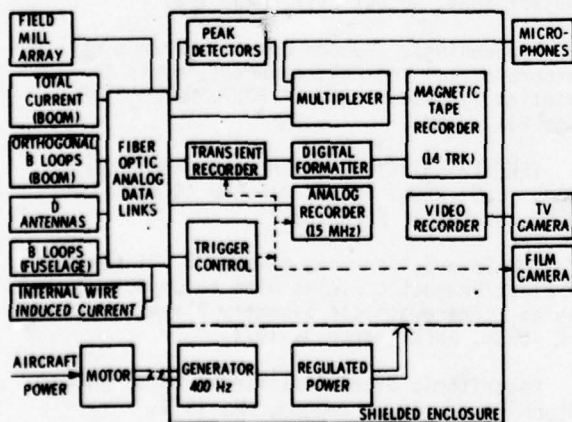 FIELD
MILL
ARRAY
TOTAL
CURRENT
(BOOM)
ORTHOGONAL
B LOOPS
(BOOM)
D
ANTENNAS
B LOOPS
(FUSELAGE)
INTERNAL WIRE
INDUCED CURRENT
FIBER
OPTIC
ANALOG
DATA
LINKS
PEAK
DETECTORS
MULTIPLEXER
MAGNETIC
TAPE
RECORDER
(14 TRK)
MICRO-
PHONES
TRANSIENT
RECORDER
DIGITAL
FORMATTER
ANALOG
RECORDER
(15 MHz)
VIDEO
RECORDER
TV
CAMERA
TRIGGER
CONTROL
FILM
CAMERA
AIRCRAFT
POWER
MOTOR
GENERATOR
400 Hz
REGULATED
POWER
SHIELDED ENCLOSURE